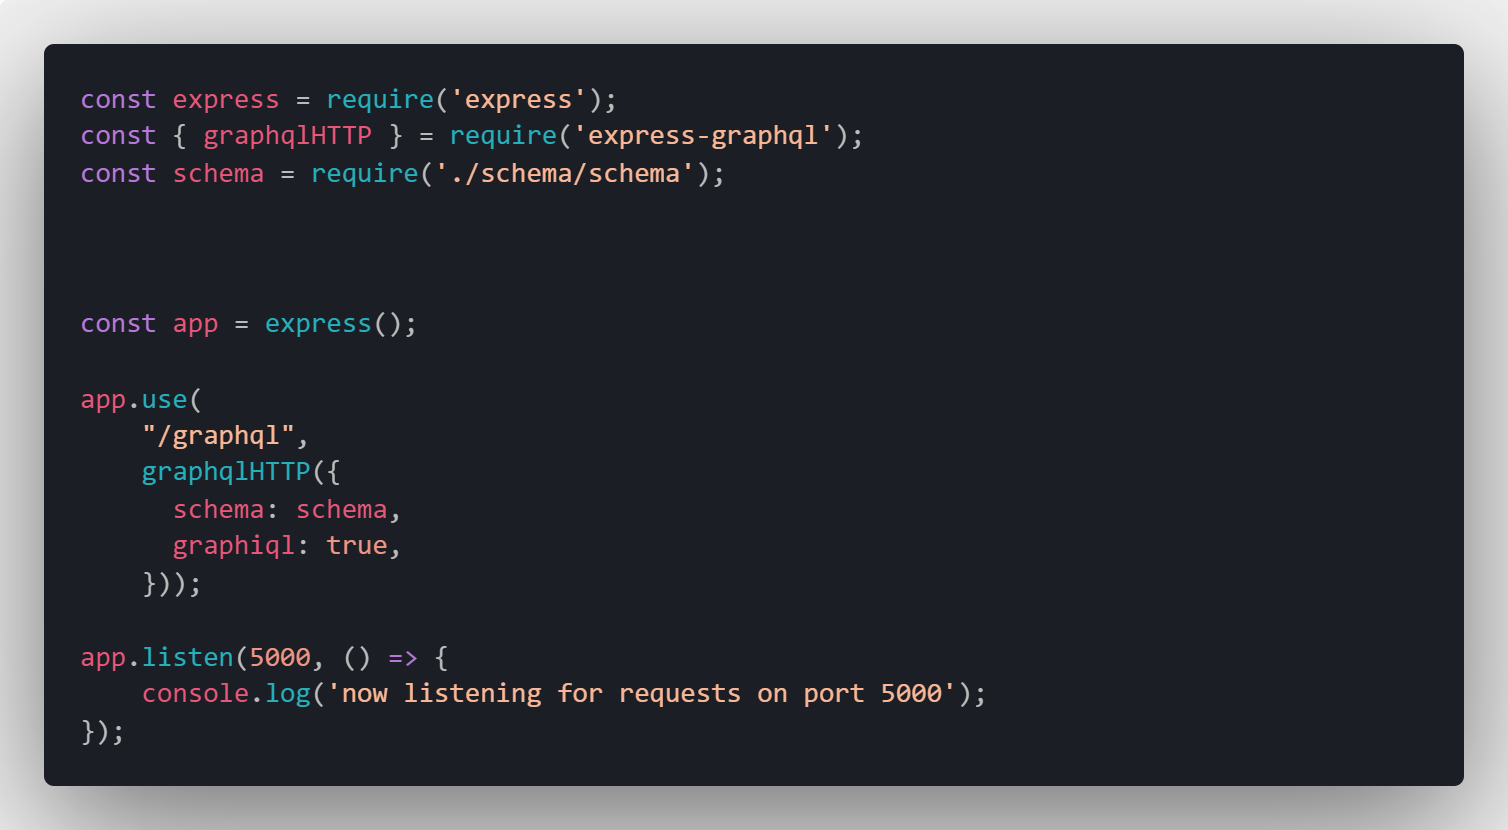 const express = require('express');
const { graphqlHTTP } = require('express-graphql');
const schema = require('./schema/schema');
const app = express();
app.use(
    "/graphql",
    graphqlHTTP({
      schema: schema,
      graphiql: true,
    }));
app.listen(5000, () => {
    console.log('now listening for requests on port 5000');
});